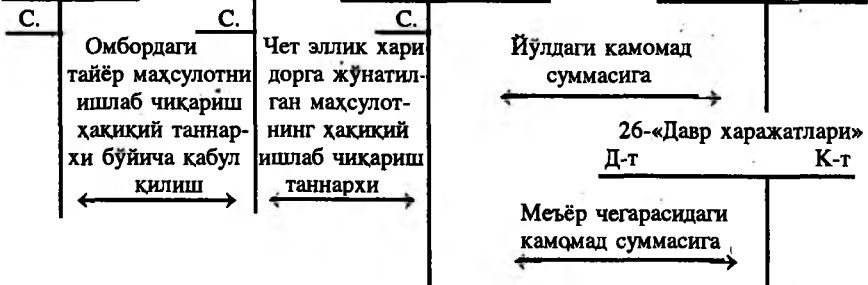 С. С. С.
Омбордаги
тайёр маҳсулотни
ишлаб чиқариш
ҳақиқий таннар-
хи бўйича қабул
қилиш
Чет эллик хари
дорга жўнатил-
ган маҳсулот-
нинг ҳақиқий
ишлаб чиқариш
таннархи
Йўлдаги камомад
суммасига
26-«Давр харажатлари»
Д-т К-т
Меъёр чегарасидаги
камомад суммасига